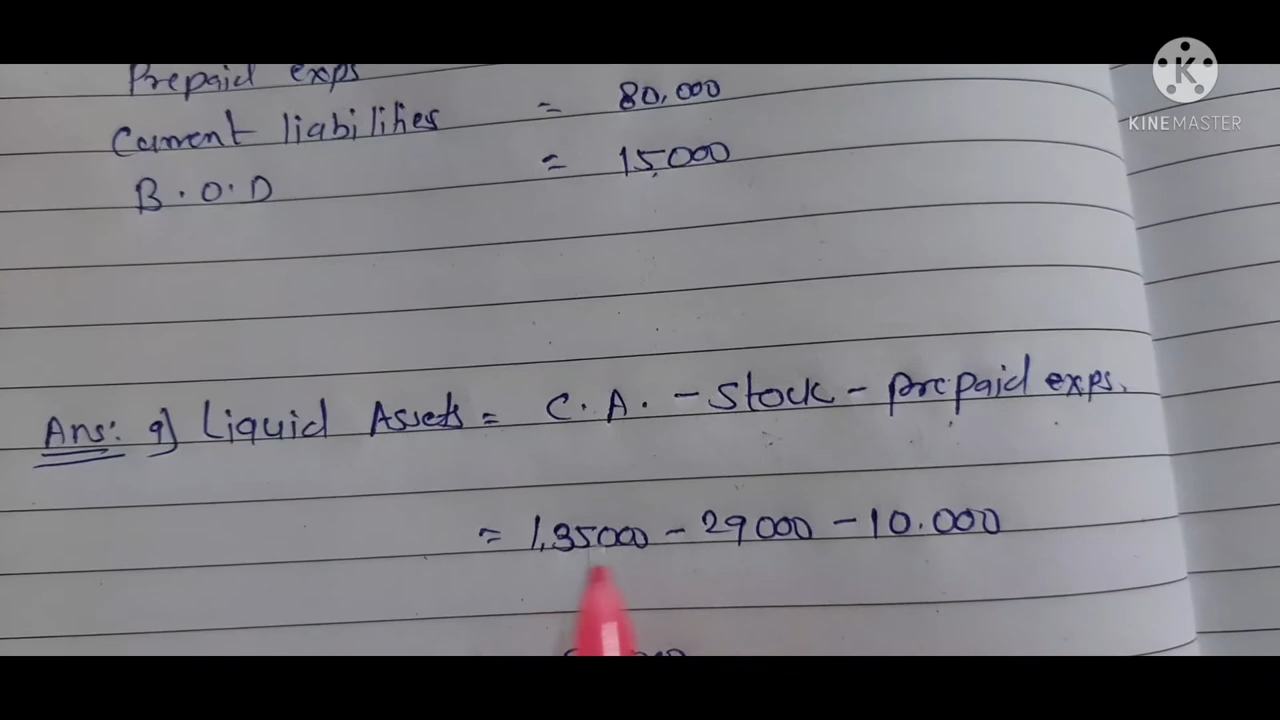 KINEMASTER
Prepaid exps
Current liabilities = 80,000
B.O.D = 15,000
Ans: a) Liquid Assets = C.A. - Stock - prepaid exps.
= 1,35000 - 29000 - 10.000